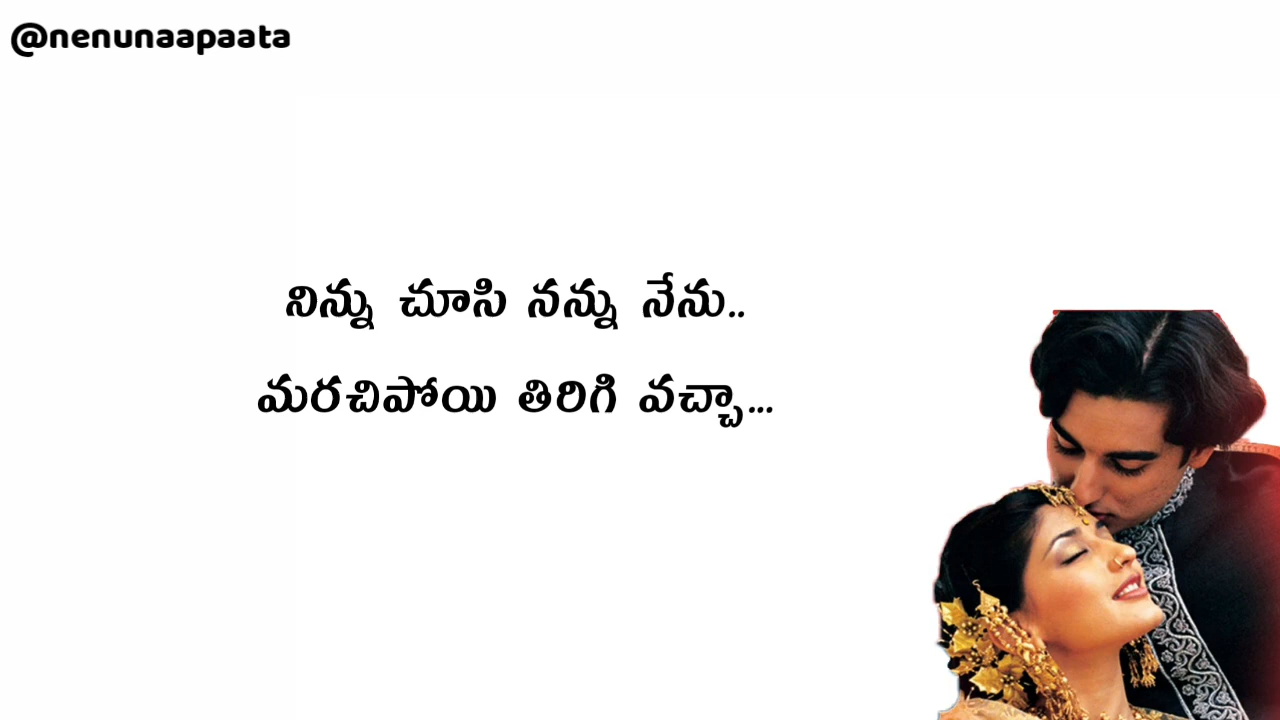 @nenunaapaata
నిన్ను చూసి నన్ను నేను..
మరచిపోయి తిరిగి వచ్చా...